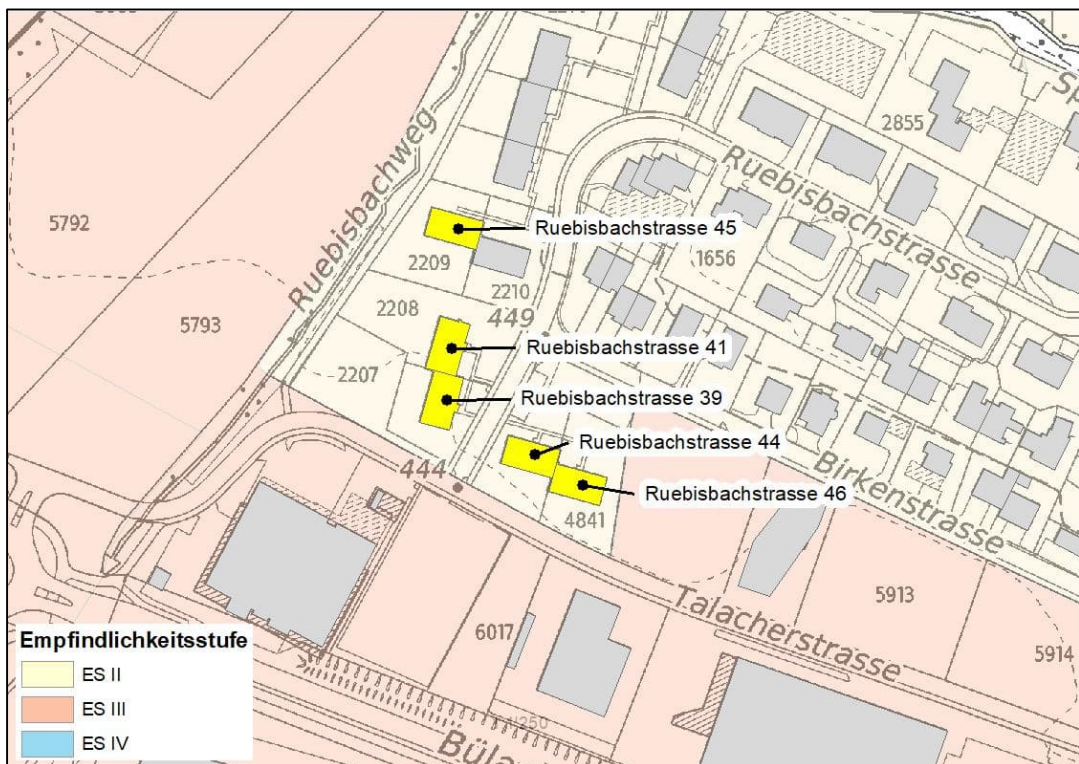 2855
Ruebisbachweg
Ruebisbachstrasse
5792
Ruebisbachstrasse 45
1656
2209
2210
2208
449
5793
Ruebisbachstrasse 41
2207
Ruebisbachstrasse 39
Ruebisbachstrasse 44
444
Ruebisbachstrasse 46
Birkenstrasse
4841
Talacherstrasse
5913
6017
5914
Empfindlichkeitsstufe
ES II
ES III
ES IV
Büla